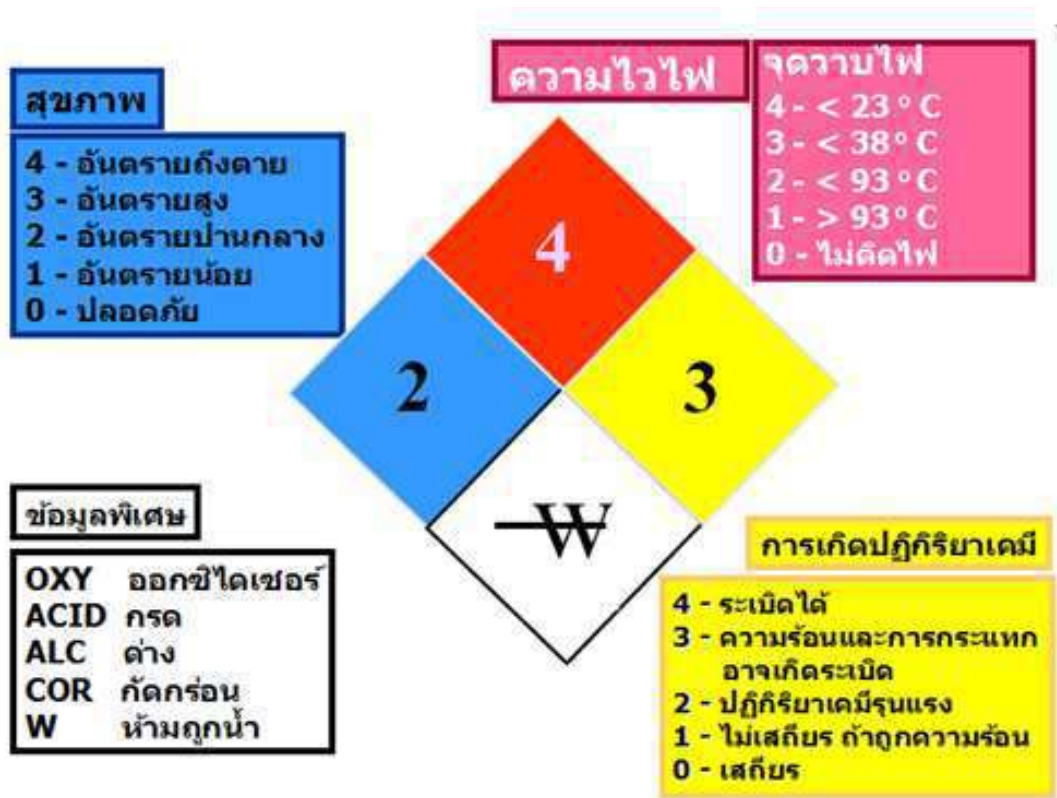 สุขภาพ
4 - อันตรายถึงตาย
3 - อันตรายสูง
2 - อันตรายปานกลาง
1 - อันตรายน้อย
0 - ปลอดภัย
ความไวไฟ
จุดวาบไฟ
4 - < 23 ° C
3 - < 38 ° C
2 - < 93 ° C
1 - > 93 ° C
0 - ไม่ติดไฟ
4
2
3
W
ข้อมูลพิเศษ
OXY ออกซิไดเซอร์
ACID กรด
ALC ด่าง
COR กัดกร่อน
W ห้ามถูกน้ำ
การเกิดปฏิกิริยาเคมี
4 - ระเบิดได้
3 - ความร้อนและการกระแทก
อาจเกิดระเบิด
2 - ปฏิกิริยาเคมีรุนแรง
1 - ไม่เสถียร ถ้าถูกความร้อน
0 - เสถียร